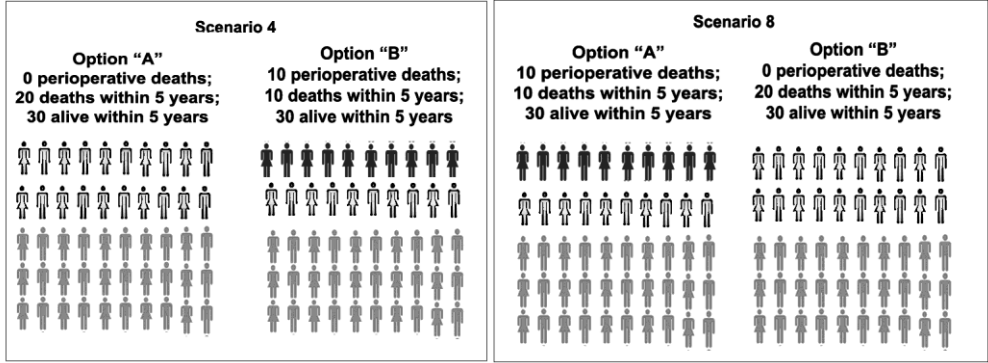 Scenario 4
Option “A”
0 perioperative deaths;
20 deaths within 5 years;
30 alive within 5 years
Option “B”
10 perioperative deaths;
10 deaths within 5 years;
30 alive within 5 years
Scenario 8
Option “A”
10 perioperative deaths;
10 deaths within 5 years;
30 alive within 5 years
Option “B”
0 perioperative deaths;
20 deaths within 5 years;
30 alive within 5 years